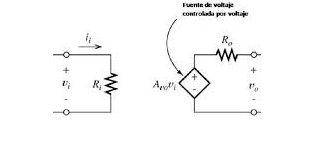 Fuente de voltaje
controlada por voltaje
i_i
R_o
+
v_i
-
R_i
A_vo v_i
+
-
+
v_o
-